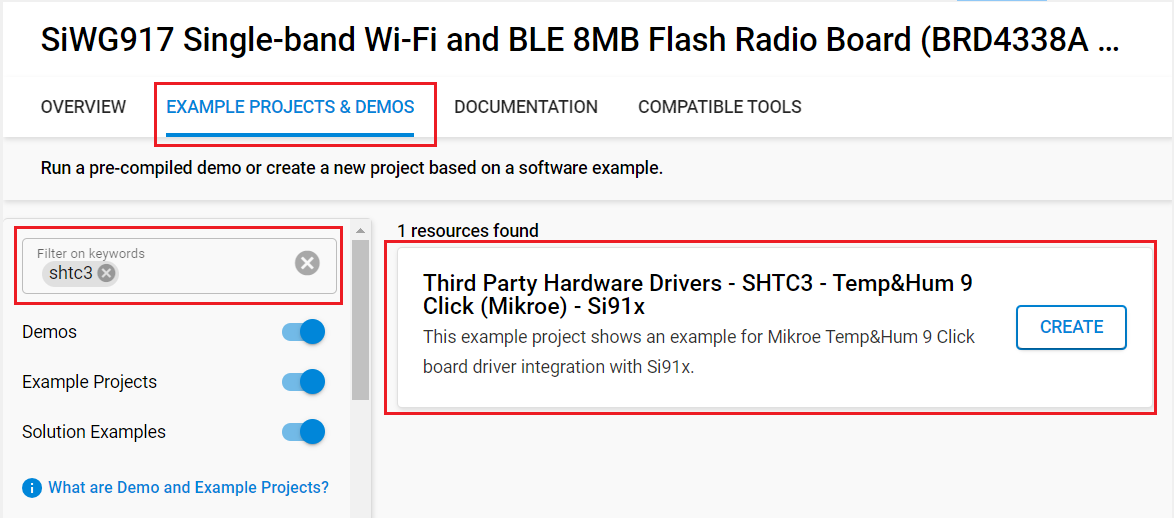 SiWG917 Single-band Wi-Fi and BLE 8MB Flash Radio Board (BRD4338A ...
OVERVIEW
EXAMPLE PROJECTS & DEMOS
DOCUMENTATION
COMPATIBLE TOOLS
Run a pre-compiled demo or create a new project based on a software example.
Filter on keywords
shtc3
Demos
Example Projects
Solution Examples
What are Demo and Example Projects?
1 resources found
Third Party Hardware Drivers - SHTC3 - Temp&Hum 9
Click (Mikroe) - Si91x
This example project shows an example for Mikroe Temp&Hum 9 Click
board driver integration with Si91x.
CREATE